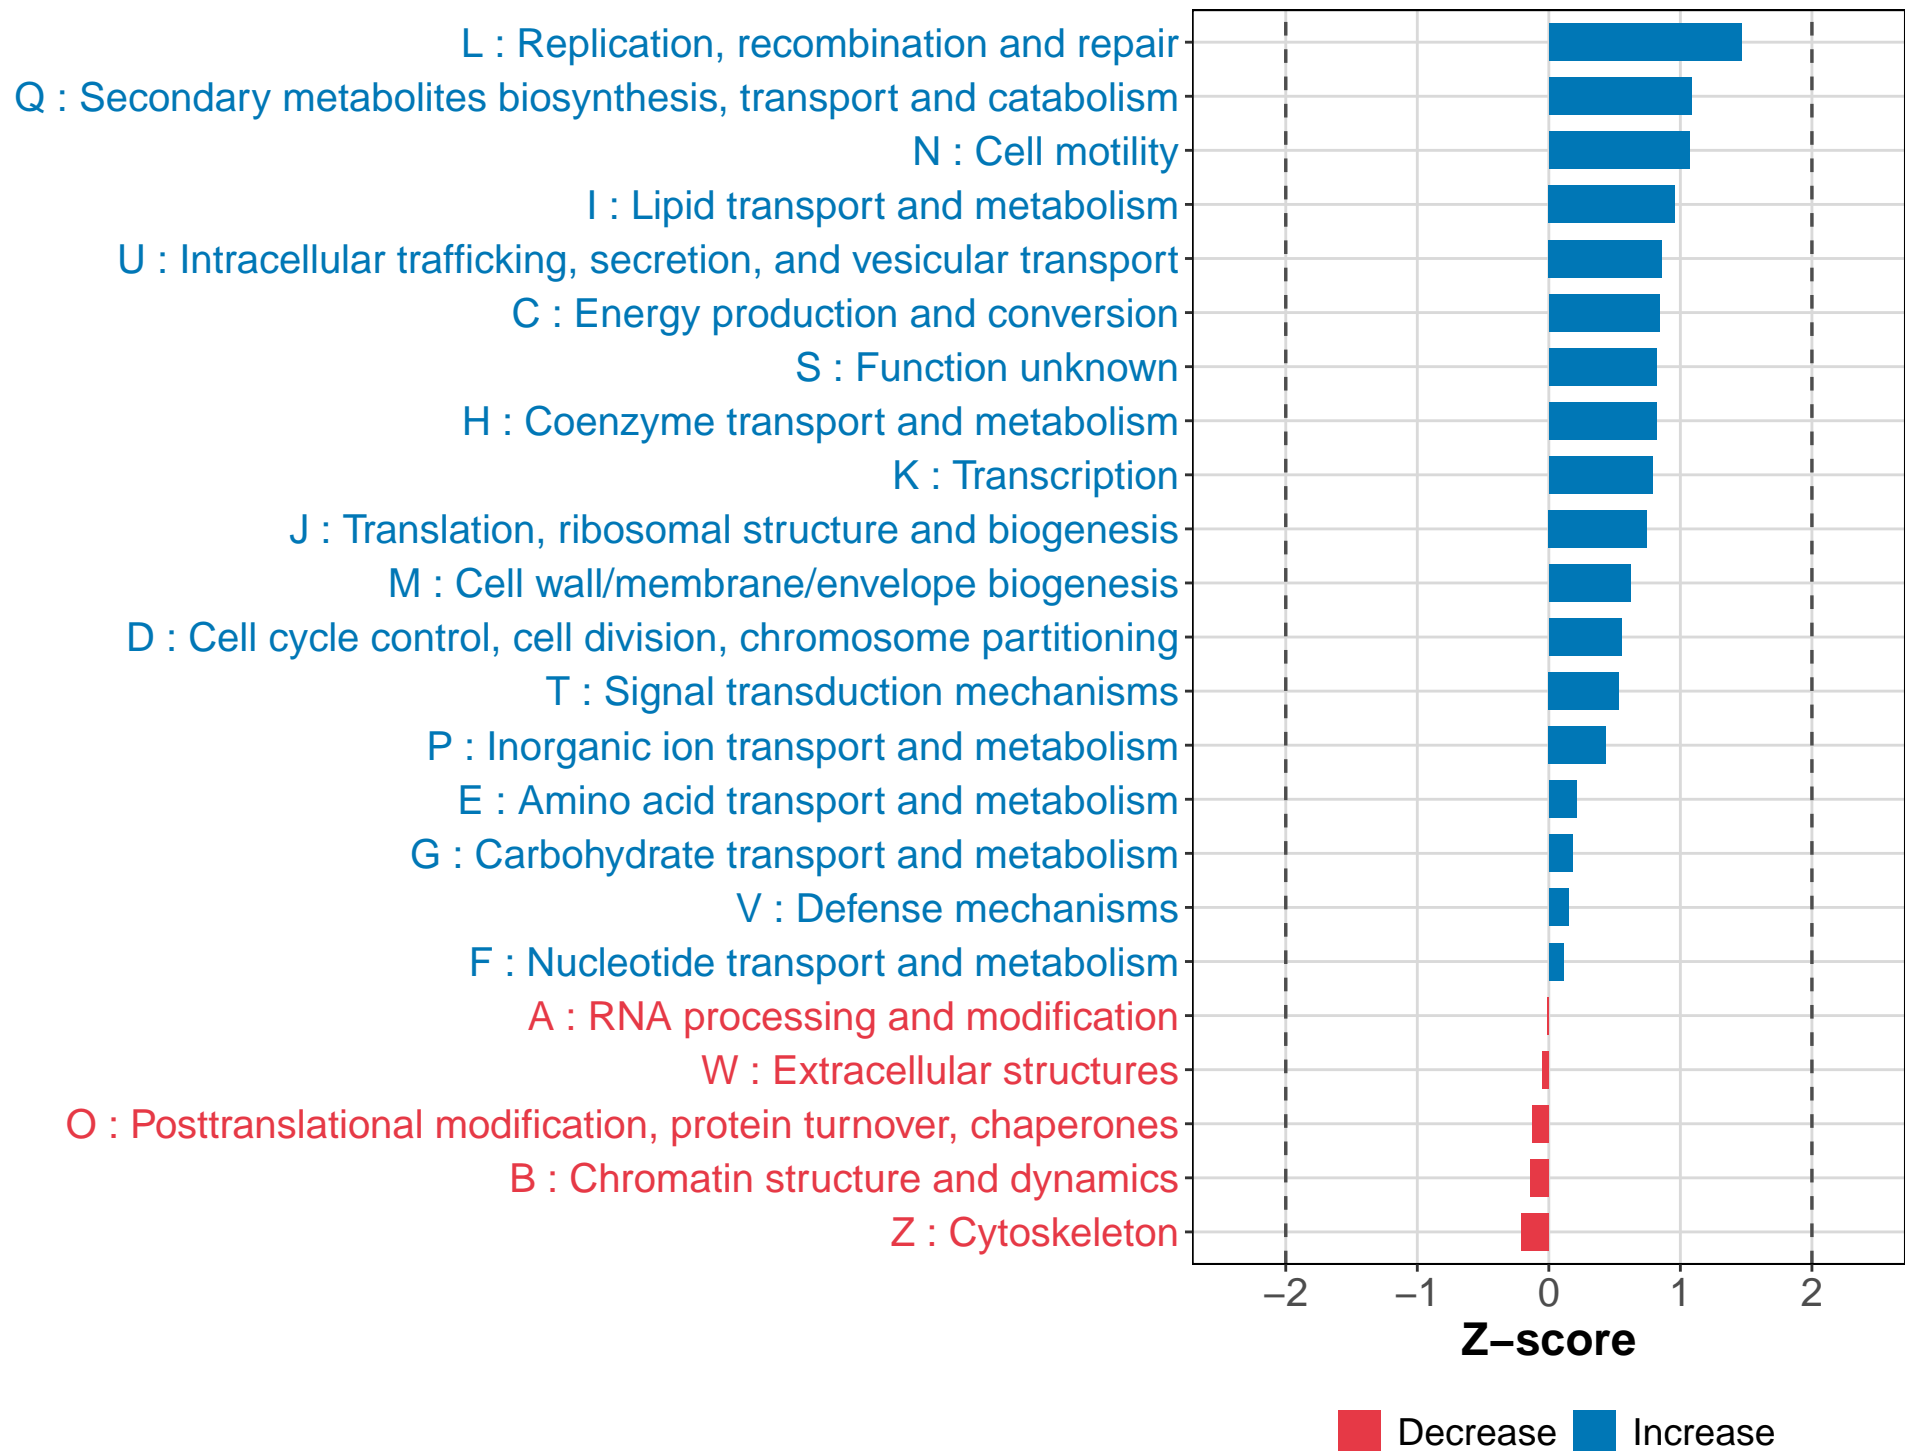 L : Replication, recombination and repair
Q : Secondary metabolites biosynthesis, transport and catabolism
N : Cell motility
I : Lipid transport and metabolism
U : Intracellular trafficking, secretion, and vesicular transport
C : Energy production and conversion
S : Function unknown
H : Coenzyme transport and metabolism
K : Transcription
J : Translation, ribosomal structure and biogenesis
M : Cell wall/membrane/envelope biogenesis
D : Cell cycle control, cell division, chromosome partitioning
T : Signal transduction mechanisms
P : Inorganic ion transport and metabolism
E : Amino acid transport and metabolism
G : Carbohydrate transport and metabolism
V : Defense mechanisms
F : Nucleotide transport and metabolism
A : RNA processing and modification
W : Extracellular structures
O : Posttranslational modification, protein turnover, chaperones
B : Chromatin structure and dynamics
Z : Cytoskeleton
−2 −1 0 1 2
Z−score
Decrease Increase